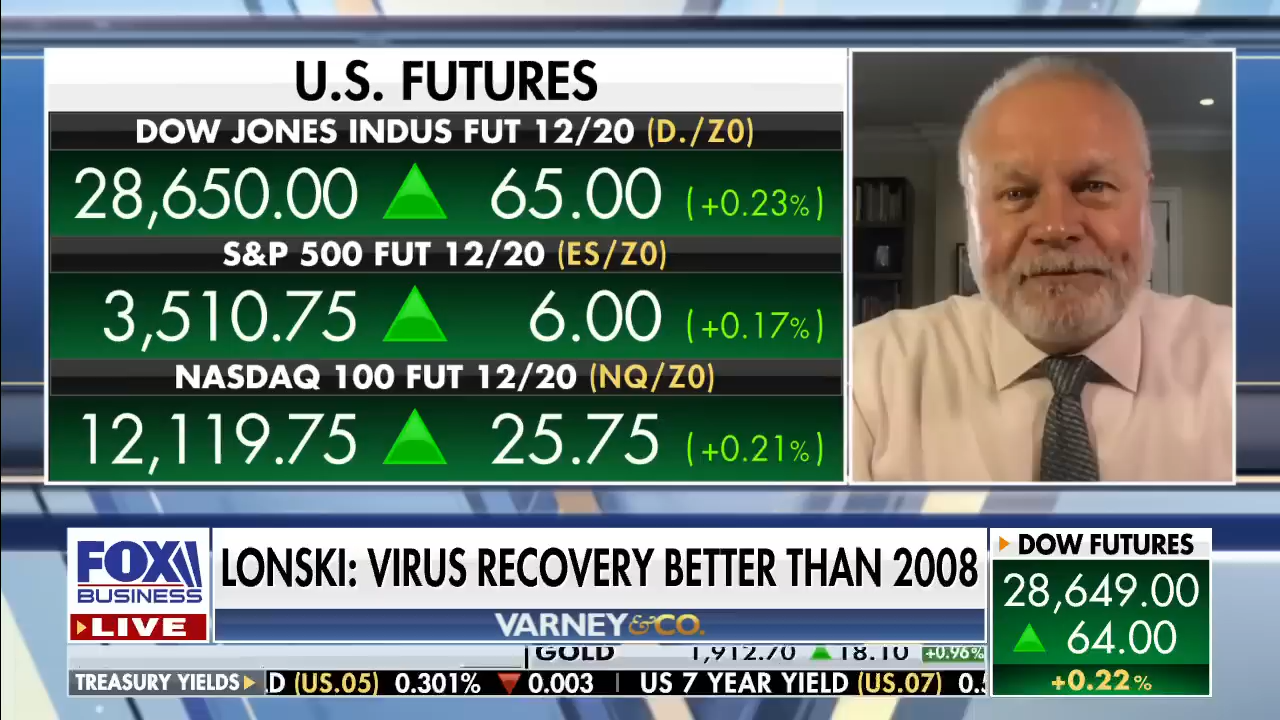 U.S. FUTURES
DOW JONES INDUS FUT 12/20 (D./Z0)
28,650.00 ▲ 65.00 (+0.23%)
S&P 500 FUT 12/20 (ES/Z0)
3,510.75 ▲ 6.00 (+0.17%)
NASDAQ 100 FUT 12/20 (NQ/Z0)
12,119.75 ▲ 25.75 (+0.21%)
FOX
BUSINESS
LIVE
LONSKI: VIRUS RECOVERY BETTER THAN 2008
VARNEY & CO.
DOW FUTURES
28,649.00
▲ 64.00
+0.22%
GOLD 1,912.70 ▲ 18.10 +0.96%
TREASURY YIELDS D (US.05) 0.301% ▼ 0.003 | US 7 YEAR YIELD (US.07)